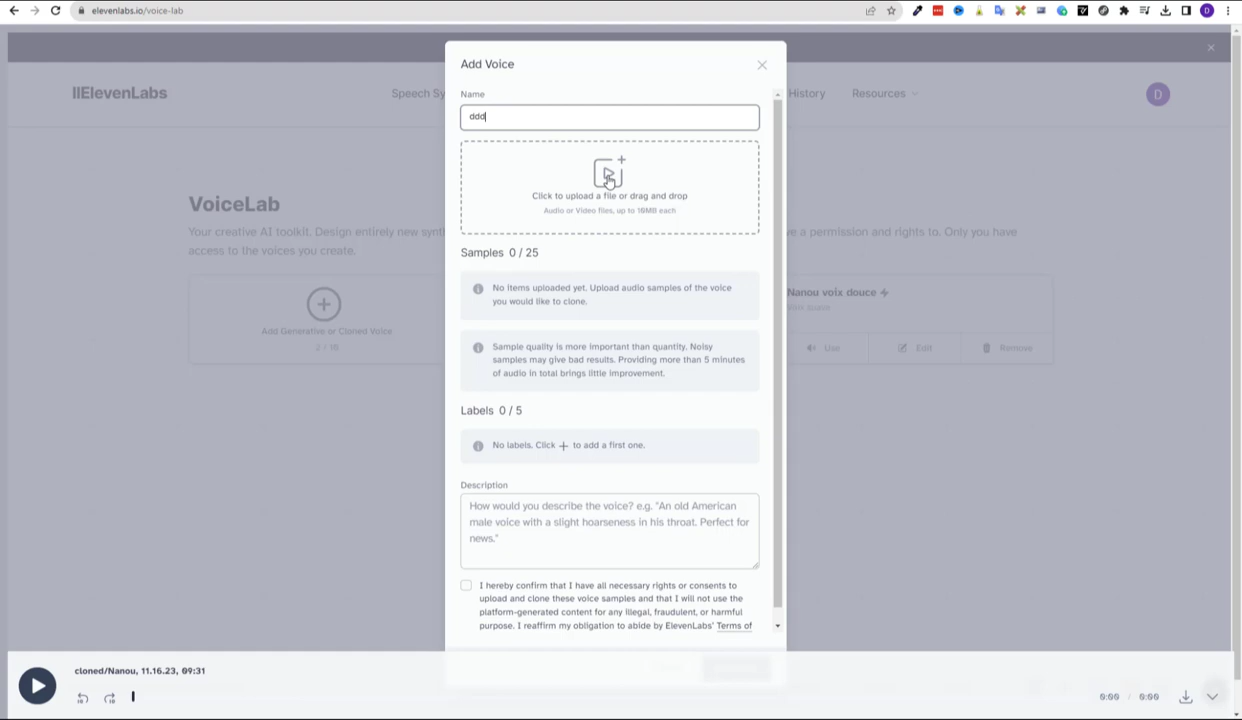 elevenlabs.io/voice-lab
Add Voice
IIElevenLabs
Speech Sy
History
Resources
D
Name
ddd
Click to upload a file or drag and drop
Audio or Video files, up to 10MB each
VoiceLab
Your creative AI toolkit. Design entirely new synt
ve a permission and rights to. Only you have
access to the voices you create.
Samples 0 / 25
No items uploaded yet. Upload audio samples of the voice
you would like to clone.
Add Generative or Cloned Voice
2 / 10
Nanou voix douce
Voix suave
Use
Edit
Remove
Sample quality is more important than quantity. Noisy
samples may give bad results. Providing more than 5 minutes
of audio in total brings little improvement.
Labels 0 / 5
No labels. Click + to add a first one.
Description
How would you describe the voice? e.g. "An old American
male voice with a slight hoarseness in his throat. Perfect for
news."
I hereby confirm that I have all necessary rights or consents to
upload and clone these voice samples and that I will not use the
platform-generated content for any illegal, fraudulent, or harmful
purpose. I reaffirm my obligation to abide by ElevenLabs' Terms of
cloned/Nanou, 11.16.23, 09:31
0:00 / 0:00